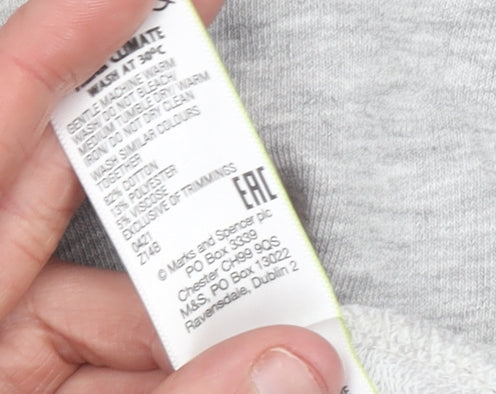 CLIMATE
WASH AT 30ºC
GENTLE MACHINE WARM
WASH/ DO NOT BLEACH/
MEDIUM TUMBLE DRY/ WARM
IRON/ DO NOT DRY CLEAN
WASH SIMILAR COLOURS
TOGETHER
82% COTTON
13% POLYESTER
5% VISCOSE
EXCLUSIVE OF TRIMMINGS
0421
Z14B
EAC
© Marks and Spencer plc
PO Box 3339
Chester CH99 9QS
M&S, PO Box 13022
Ravensdale, Dublin 2